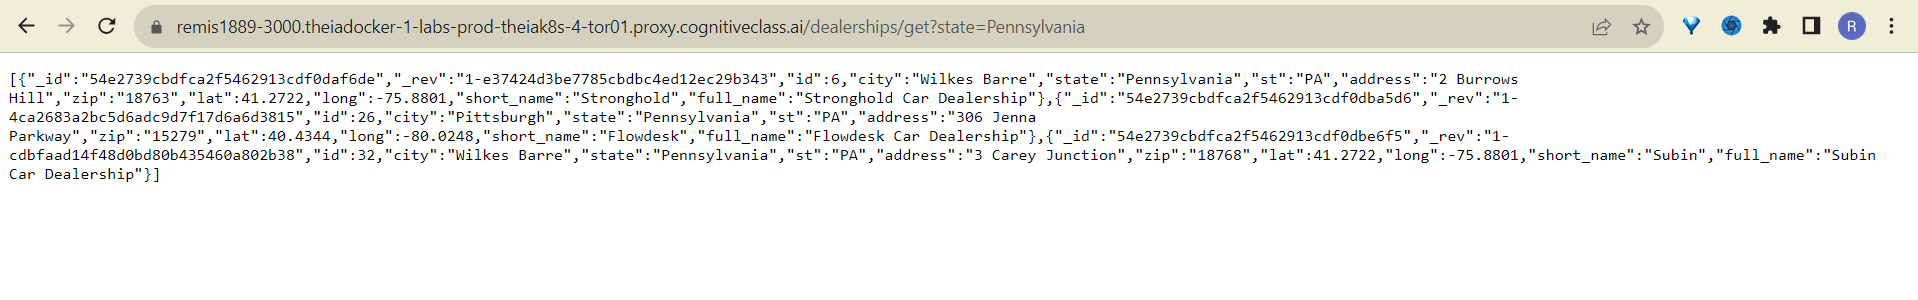 remis1889-3000.theiadocker-1-labs-prod-theiak8s-4-tor01.proxy.cognitiveclass.ai/dealerships/get?state=Pennsylvania
R
[{"_id":"54e2739cbdfca2f5462913cdf0daf6de","_rev":"1-e37424d3be7785cbdbc4ed12ec29b343","id":6,"city":"Wilkes Barre","state":"Pennsylvania","st":"PA","address":"2 Burrows
Hill","zip":"18763","lat":41.2722,"long":-75.8801,"short_name":"Stronghold","full_name":"Stronghold Car Dealership"},{"_id":"54e2739cbdfca2f5462913cdf0dba5d6","_rev":"1-
4ca2683a2bc5d6adc9d7f17d6a6d3815","id":26,"city":"Pittsburgh","state":"Pennsylvania","st":"PA","address":"306 Jenna
Parkway","zip":"15279","lat":40.4344,"long":-80.0248,"short_name":"Flowdesk","full_name":"Flowdesk Car Dealership"},{"_id":"54e2739cbdfca2f5462913cdf0dbe6f5","_rev":"1-
cdbfaad14f48d0bd80b435460a802b38","id":32,"city":"Wilkes Barre","state":"Pennsylvania","st":"PA","address":"3 Carey Junction","zip":"18768","lat":41.2722,"long":-75.8801,"short_name":"Subin","full_name":"Subin
Car Dealership"}]